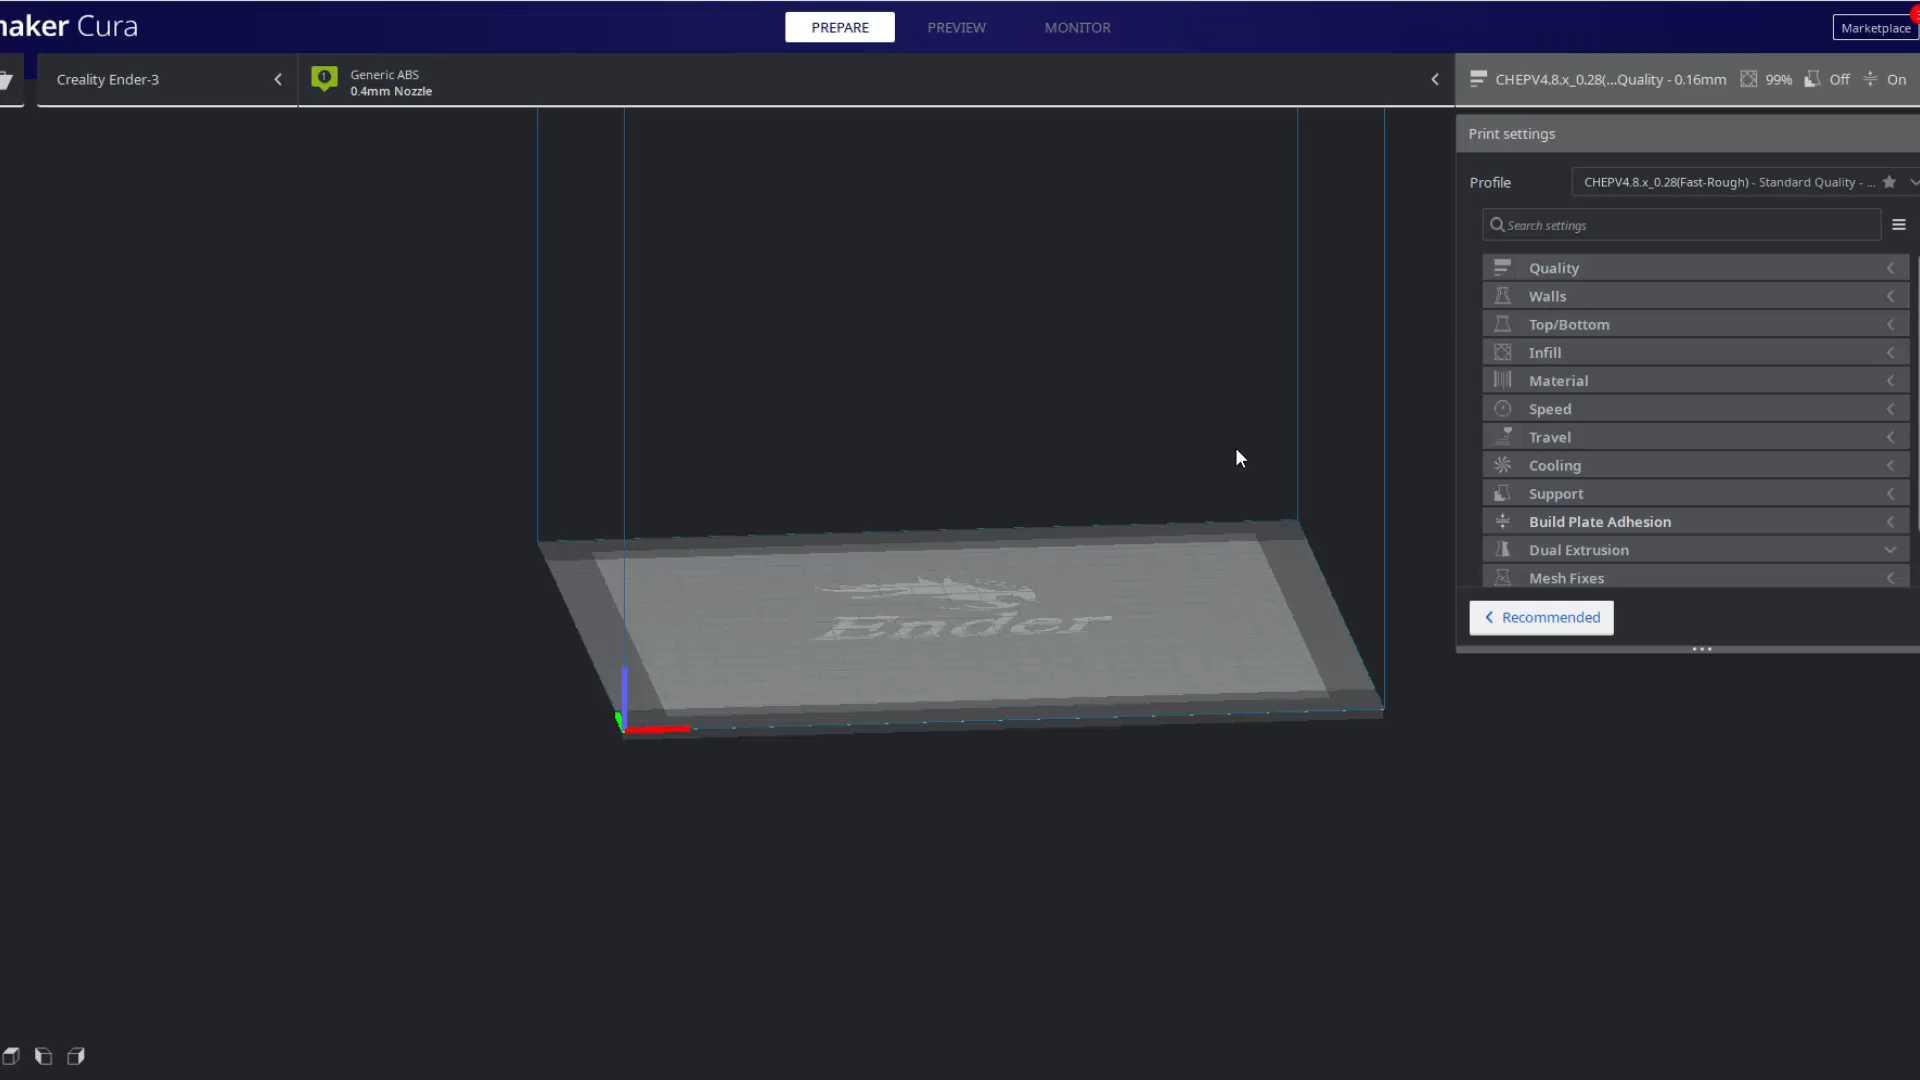 maker Cura
PREPARE
PREVIEW
MONITOR
Marketplace
Creality Ender-3
1
Generic ABS
0.4mm Nozzle
CHEPV4.8.x_0.28(...Quality - 0.16mm
99%
Off
On
Print settings
Profile
CHEPV4.8.x_0.28(Fast-Rough) - Standard Quality - ...
Search settings
Quality
Walls
Top/Bottom
Infill
Material
Speed
Travel
Cooling
Support
Build Plate Adhesion
Dual Extrusion
Mesh Fixes
Recommended
Ender